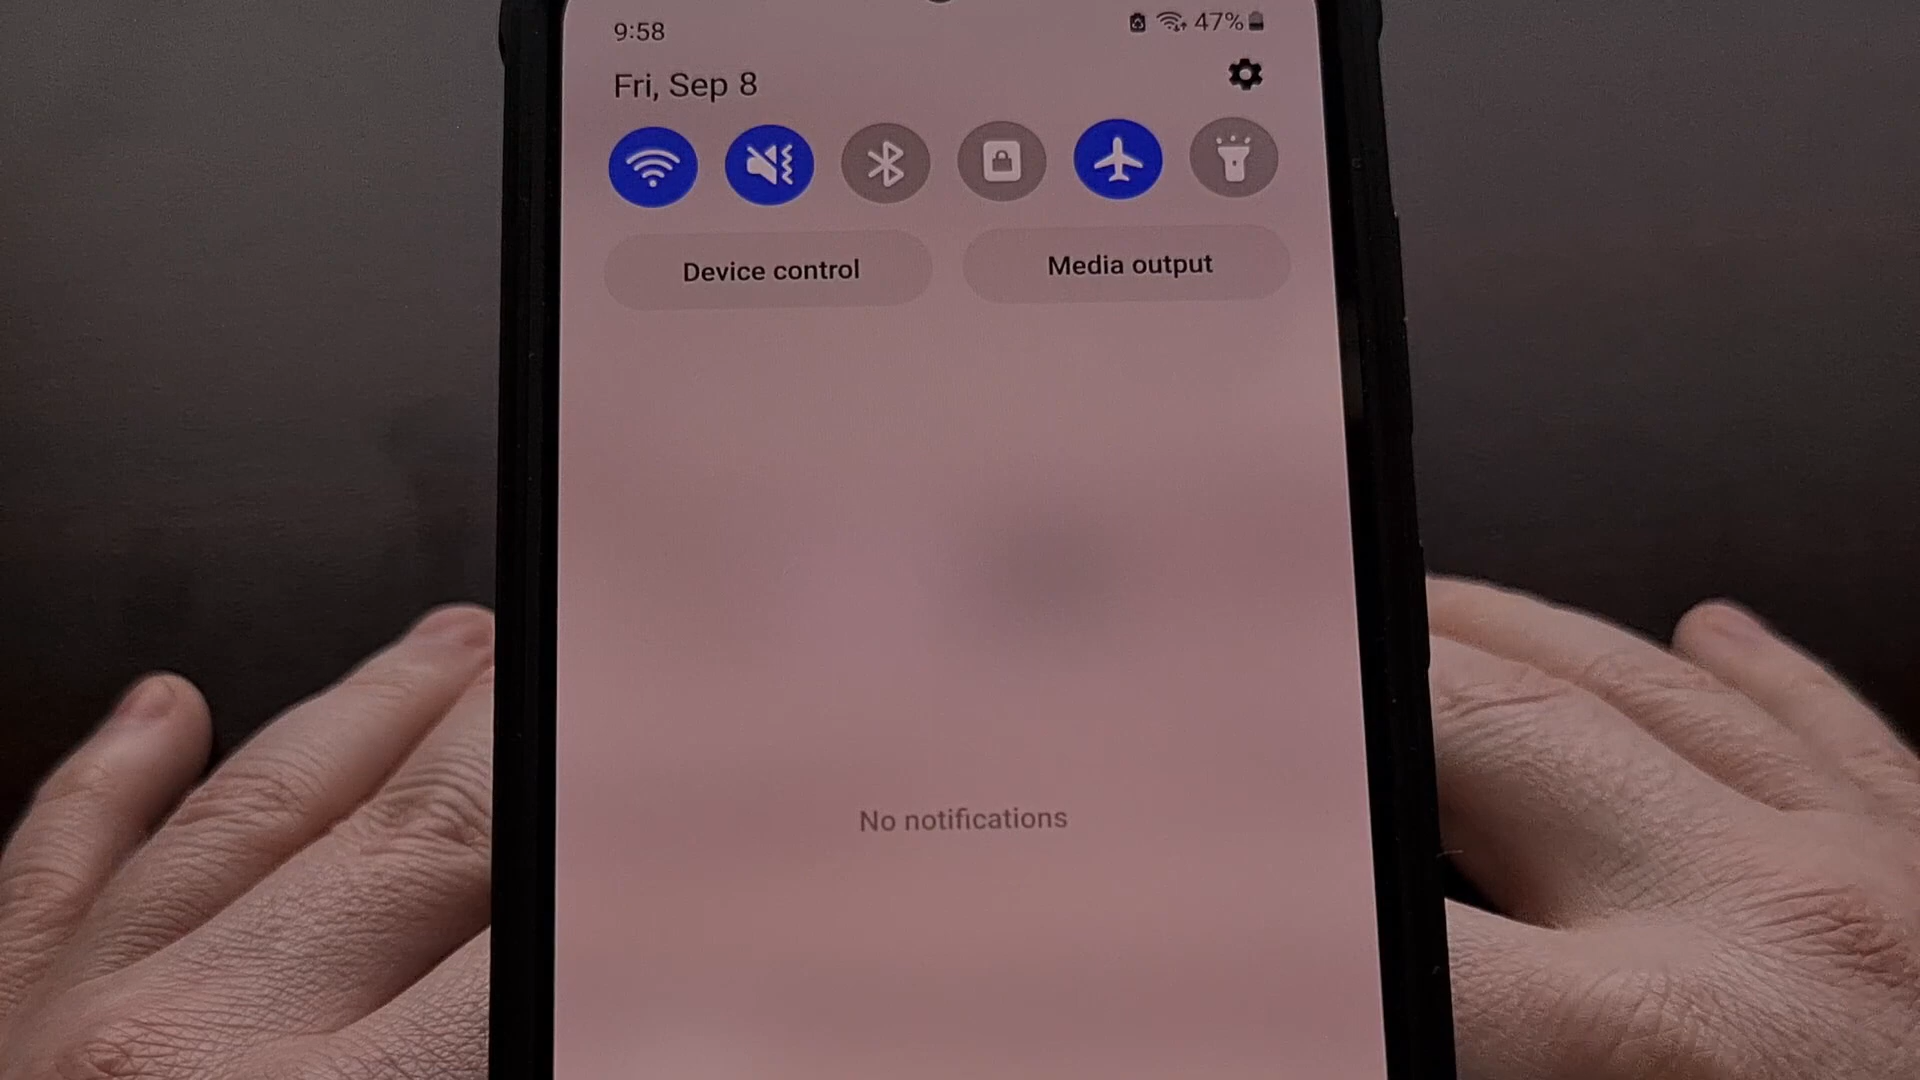 9:58
47%
Fri, Sep 8
Device control
Media output
No notifications